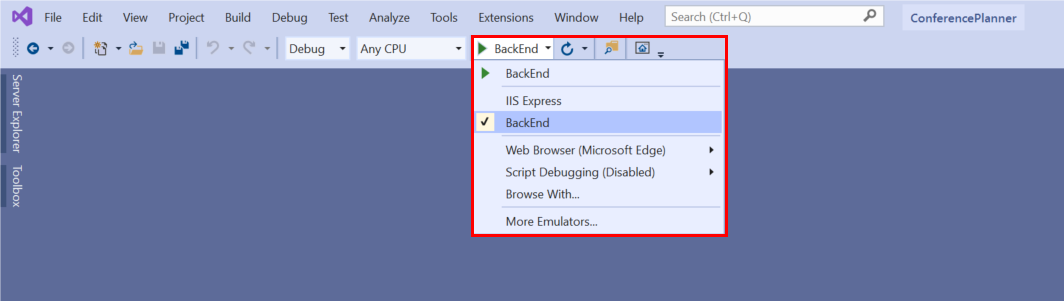 File Edit View Project Build Debug Test Analyze Tools Extensions Window Help Search (Ctrl+Q) ConferencePlanner
Debug Any CPU BackEnd
BackEnd
IIS Express
BackEnd
Web Browser (Microsoft Edge)
Script Debugging (Disabled)
Browse With...
More Emulators...
Server Explorer
Toolbox